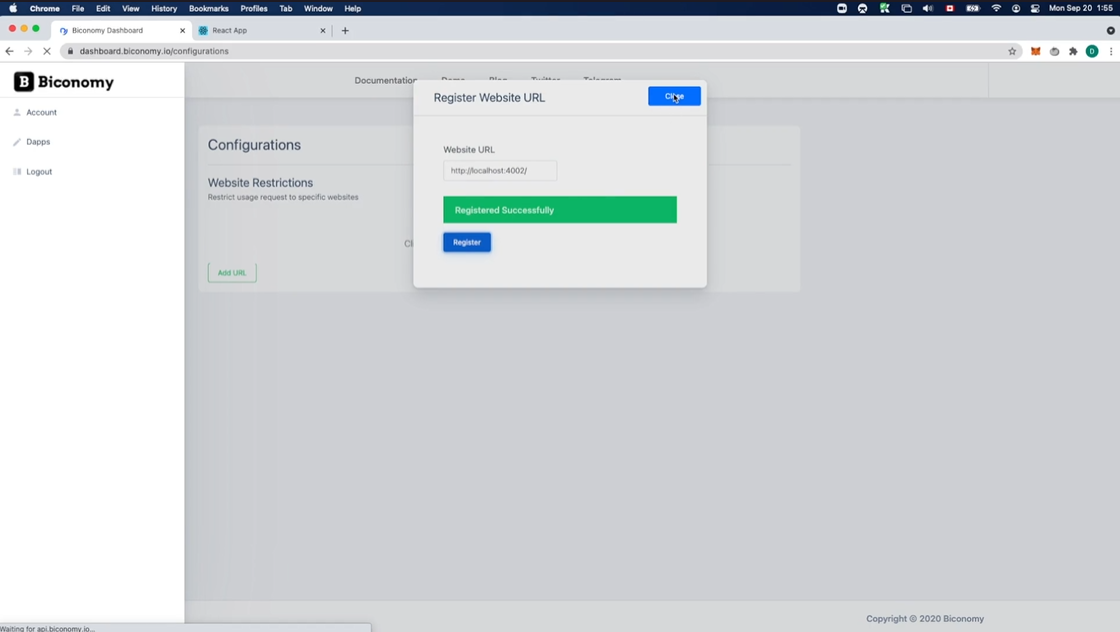 Chrome File Edit View History Bookmarks Profiles Tab Window Help Mon Sep 20 1:55
Biconomy Dashboard React App
dashboard.biconomy.io/configurations
Biconomy
Documentation Demo Blog Twitter Telegram
Account
Dapps
Logout
Register Website URL Close
Configurations
Website Restrictions
Restrict usage request to specific websites
Website URL
http://localhost:4002/
Registered Successfully
Register
Add URL
Copyright © 2020 Biconomy
Waiting for api.biconomy.io...